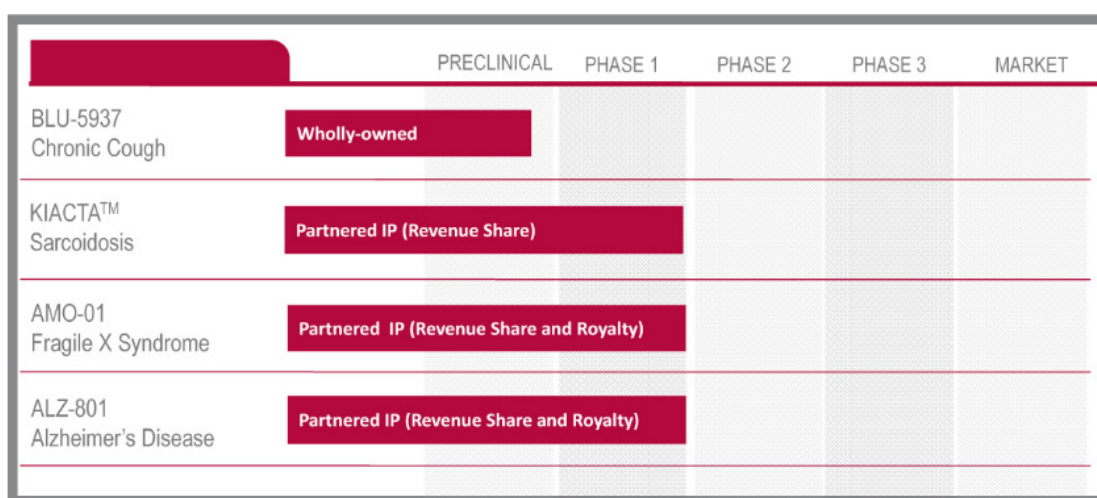 PRECLINICAL PHASE 1 PHASE 2 PHASE 3 MARKET
BLU-5937
Chronic Cough
Wholly-owned
KIACTA™
Sarcoidosis
Partnered IP (Revenue Share)
AMO-01
Fragile X Syndrome
Partnered IP (Revenue Share and Royalty)
ALZ-801
Alzheimer's Disease
Partnered IP (Revenue Share and Royalty)